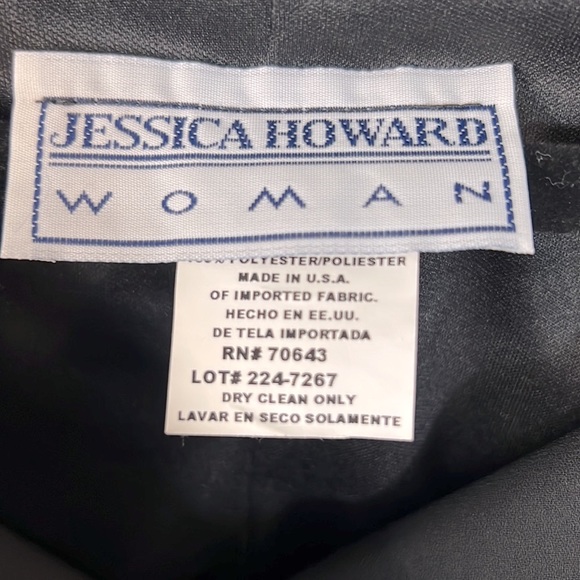 JESSICA HOWARD
WOMAN
100% POLYESTER/POLIESTER
MADE IN U.S.A.
OF IMPORTED FABRIC.
HECHO EN EE.UU.
DE TELA IMPORTADA
RN# 70643
LOT# 224-7267
DRY CLEAN ONLY
LAVAR EN SECO SOLAMENTE